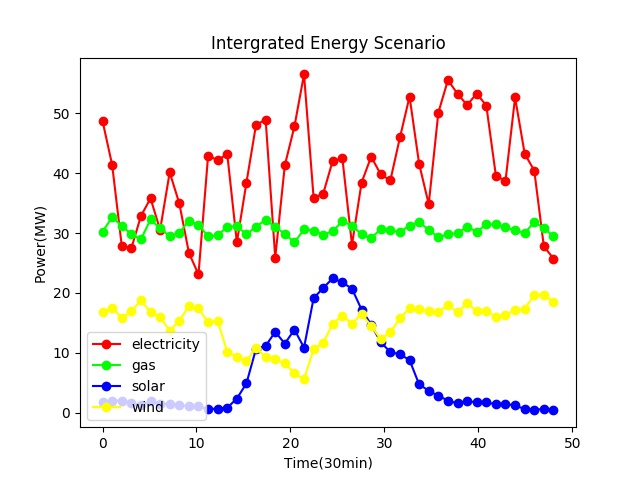 Intergrated Energy Scenario
Power(MW)
50
40
30
20
10
0
electricity
gas
solar
wind
0 10 20 30 40 50
Time(30min)